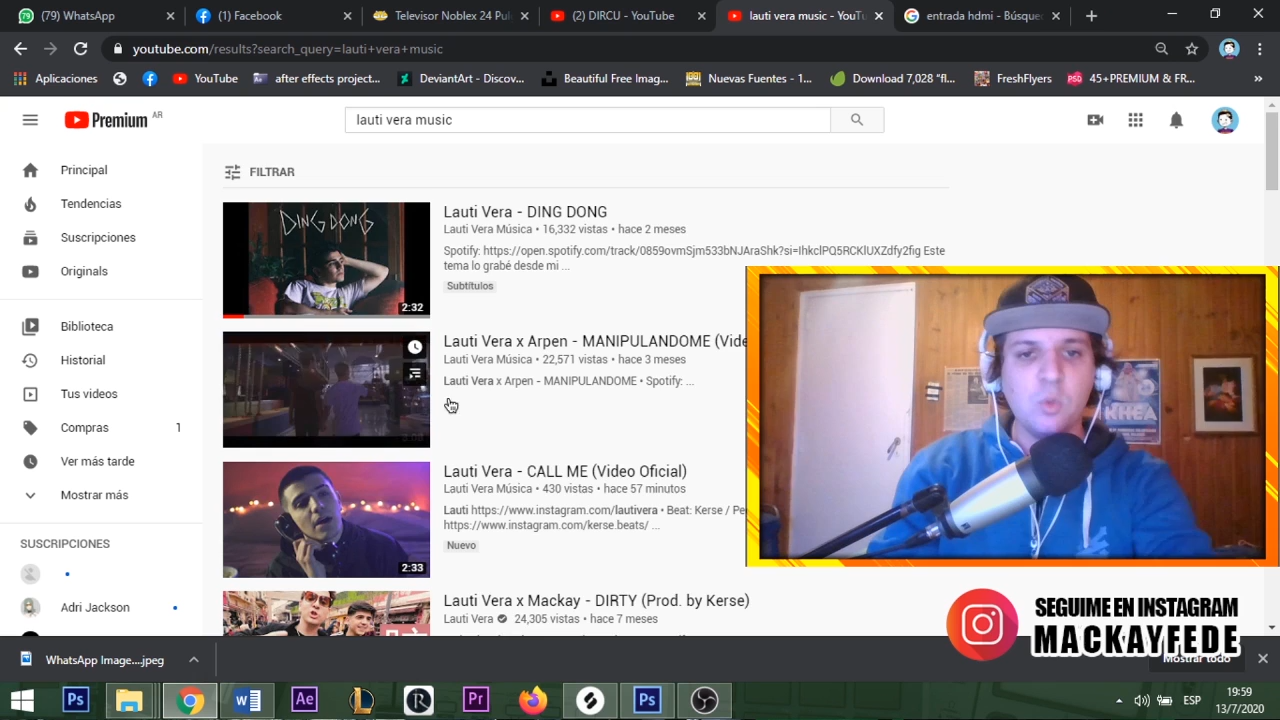 (79) WhatsApp
(1) Facebook
Televisor Noblex 24 Pul
(2) DIRCU - YouTube
lauti vera music - YouTu
entrada hdmi - Búsque
youtube.com/results?search_query=lauti+vera+music
Aplicaciones
YouTube
after effects project...
DeviantArt - Discov...
Beautiful Free Imag...
Nuevas Fuentes - 1...
Download 7,028 "fl...
FreshFlyers
PSD
45+PREMIUM & FR...
»
Premium AR
lauti vera music
Principal
Tendencias
Suscripciones
Originals
Biblioteca
Historial
Tus videos
Compras 1
Ver más tarde
Mostrar más
SUSCRIPCIONES
Adri Jackson
FILTRAR
DING DONG
2:32
Lauti Vera - DING DONG
Lauti Vera Música • 16,332 vistas • hace 2 meses
Spotify: https://open.spotify.com/track/0859ovmSjm533bNJAraShk?si=IhkclPQ5RCKlUXZdfy2fig Este
tema lo grabé desde mi ...
Subtítulos
Lauti Vera x Arpen - MANIPULANDOME (Vide
Lauti Vera Música • 22,571 vistas • hace 3 meses
Lauti Vera x Arpen - MANIPULANDOME • Spotify: ...
2:33
Lauti Vera - CALL ME (Video Oficial)
Lauti Vera Música • 430 vistas • hace 57 minutos
Lauti https://www.instagram.com/lautivera • Beat: Kerse / Pe
https://www.instagram.com/kerse.beats/ ...
Nuevo
Lauti Vera x Mackay - DIRTY (Prod. by Kerse)
Lauti Vera 24,305 vistas • hace 7 meses
SEGUIME EN INSTAGRAM
MACKAYFEDE
WhatsApp Image....jpeg
Mostrar todo
Ps
W
Ae
Pr
Ps
ESP
19:59
13/7/2020